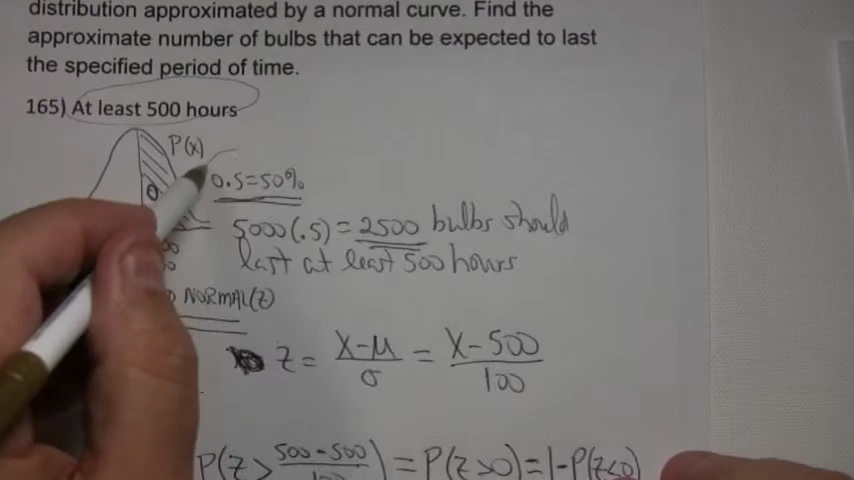 distribution approximated by a normal curve. Find the
approximate number of bulbs that can be expected to last
the specified period of time.
165) At least 500 hours
P(x)
0.5=50%
5000(.5) = 2500 bulbs should
last at least 500 hours
NORMAL(Z)
Z = X-μ/σ = X-500/100
P(Z > 500-500/100) = P(Z>0) = 1-P(Z<0)